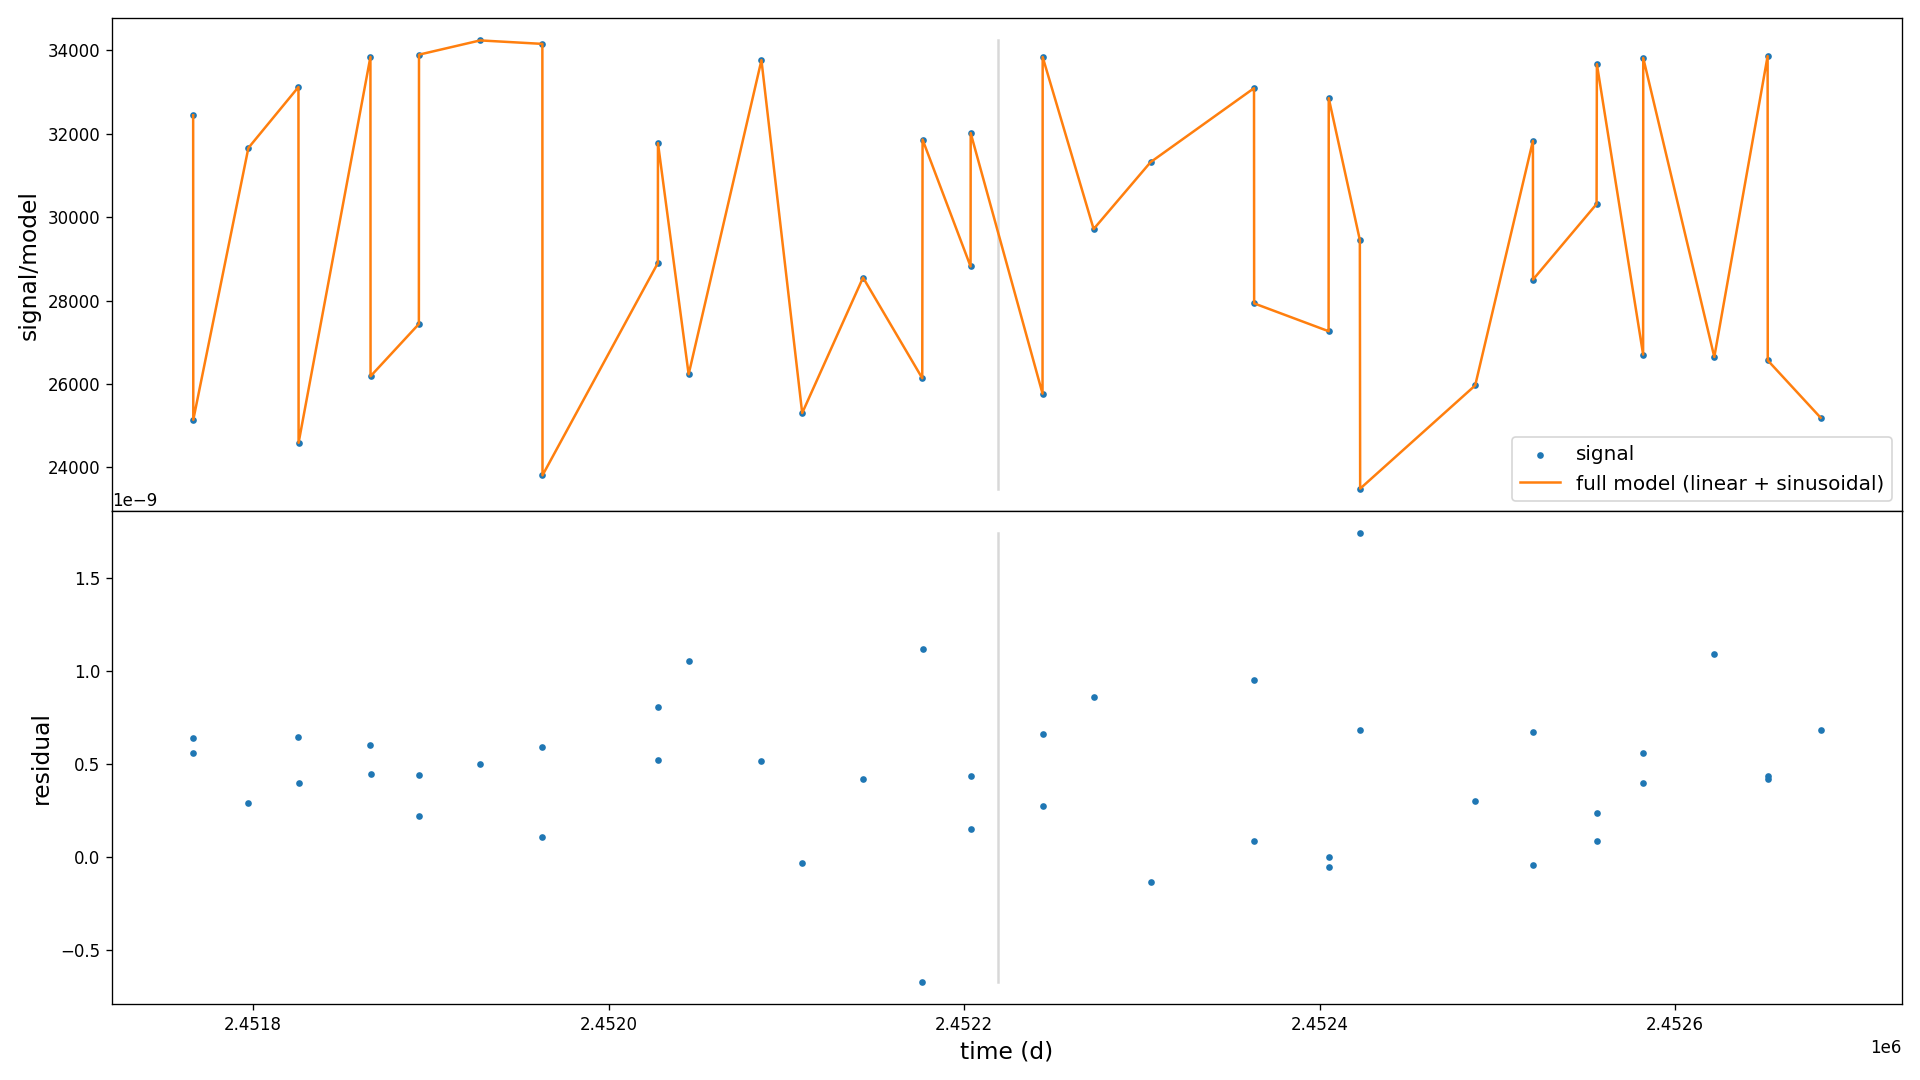 signal/model
34000
32000
30000
28000
26000
24000
signal
full model (linear + sinusoidal)
1e−9
residual
1.5
1.0
0.5
0.0
−0.5
2.4518
2.4520
2.4522
2.4524
2.4526
time (d)
1e6